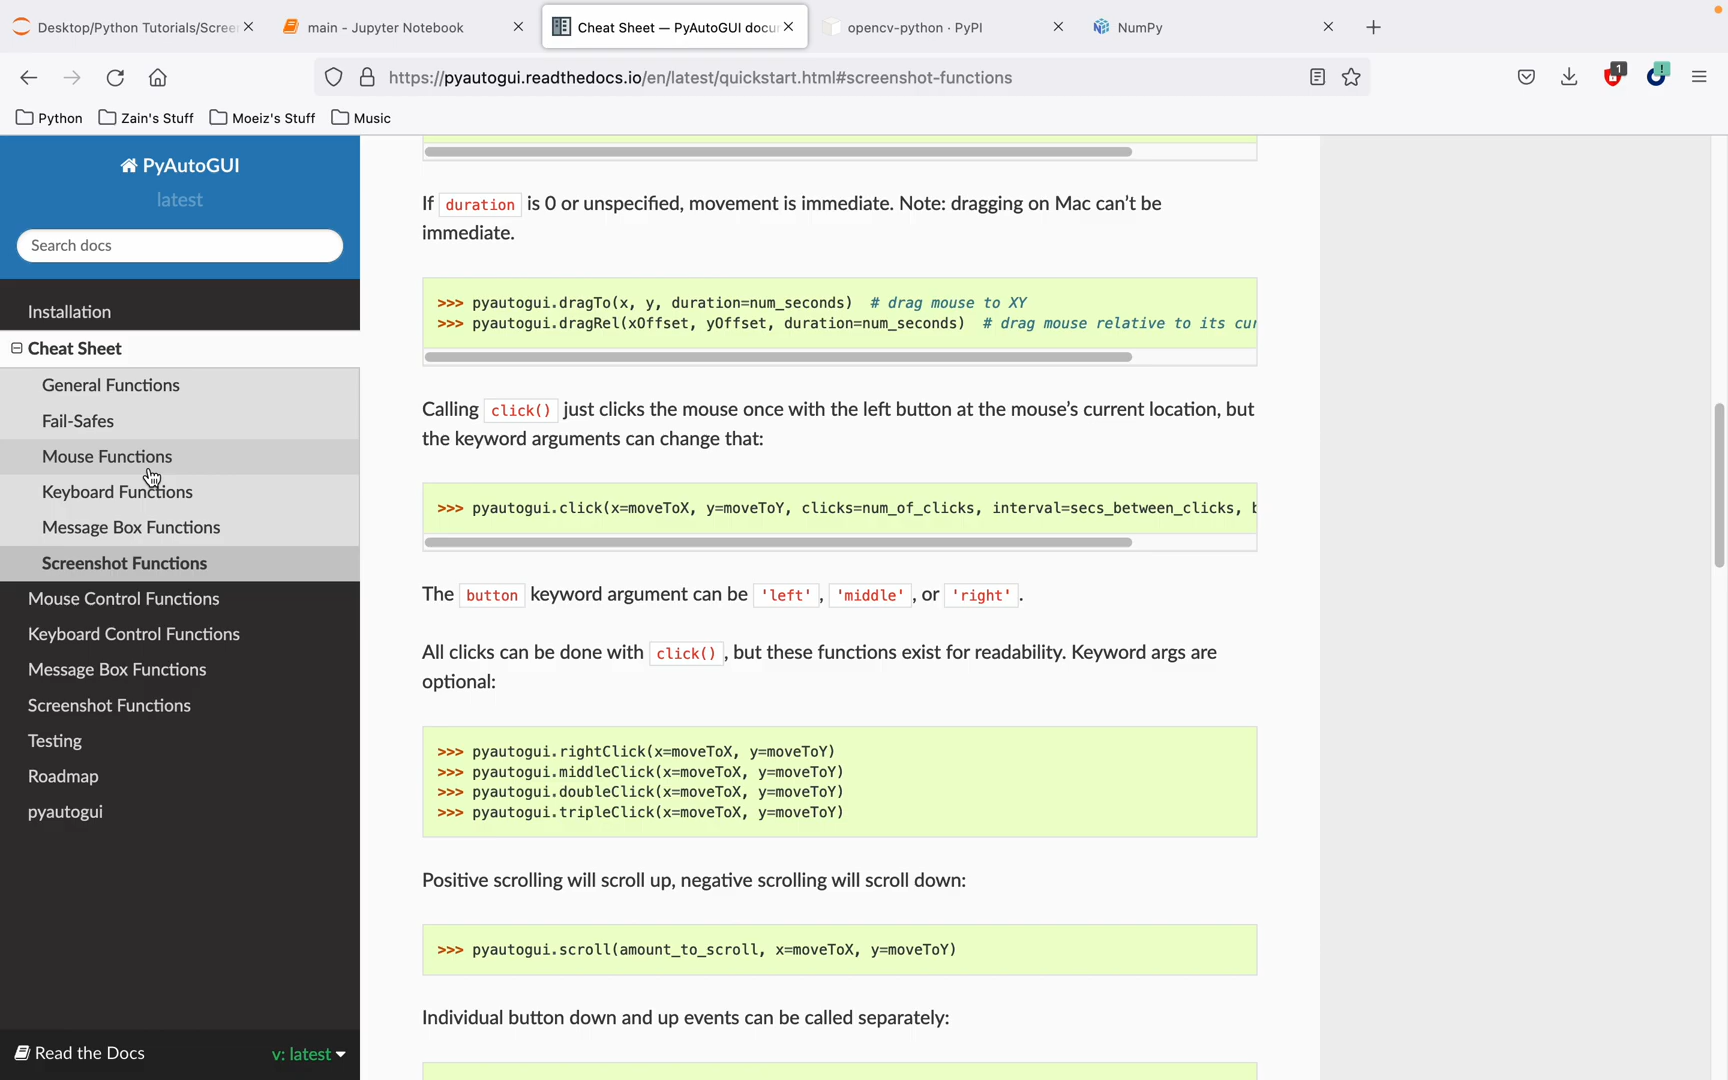 Desktop/Python Tutorials/Scree
main - Jupyter Notebook
Cheat Sheet — PyAutoGUI docu
opencv-python · PyPI
NumPy
https://pyautogui.readthedocs.io/en/latest/quickstart.html#screenshot-functions
1
!
Python
Zain's Stuff
Moeiz's Stuff
Music
PyAutoGUI
latest
Search docs
Installation
Cheat Sheet
General Functions
Fail-Safes
Mouse Functions
Keyboard Functions
Message Box Functions
Screenshot Functions
Mouse Control Functions
Keyboard Control Functions
Message Box Functions
Screenshot Functions
Testing
Roadmap
pyautogui
Read the Docs
v: latest
If duration is 0 or unspecified, movement is immediate. Note: dragging on Mac can't be
immediate.
>>> pyautogui.dragTo(x, y, duration=num_seconds)  # drag mouse to XY
>>> pyautogui.dragRel(xOffset, yOffset, duration=num_seconds)  # drag mouse relative to its cur
Calling click() just clicks the mouse once with the left button at the mouse's current location, but
the keyword arguments can change that:
>>> pyautogui.click(x=moveToX, y=moveToY, clicks=num_of_clicks, interval=secs_between_clicks, b
The button keyword argument can be 'left', 'middle', or 'right'.
All clicks can be done with click(), but these functions exist for readability. Keyword args are
optional:
>>> pyautogui.rightClick(x=moveToX, y=moveToY)
>>> pyautogui.middleClick(x=moveToX, y=moveToY)
>>> pyautogui.doubleClick(x=moveToX, y=moveToY)
>>> pyautogui.tripleClick(x=moveToX, y=moveToY)
Positive scrolling will scroll up, negative scrolling will scroll down:
>>> pyautogui.scroll(amount_to_scroll, x=moveToX, y=moveToY)
Individual button down and up events can be called separately: